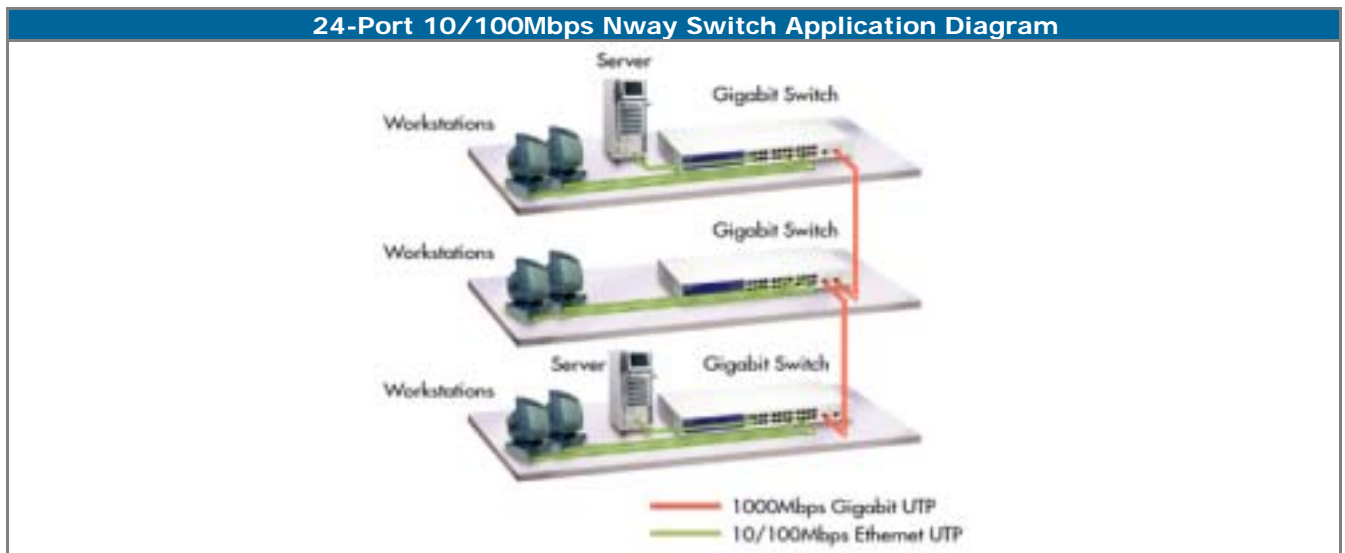 24-Port 10/100Mbps Nway Switch Application Diagram
Server
Gigabit Switch
Workstations
Gigabit Switch
Workstations
Server
Gigabit Switch
Workstations
1000Mbps Gigabit UTP
10/100Mbps Ethernet UTP